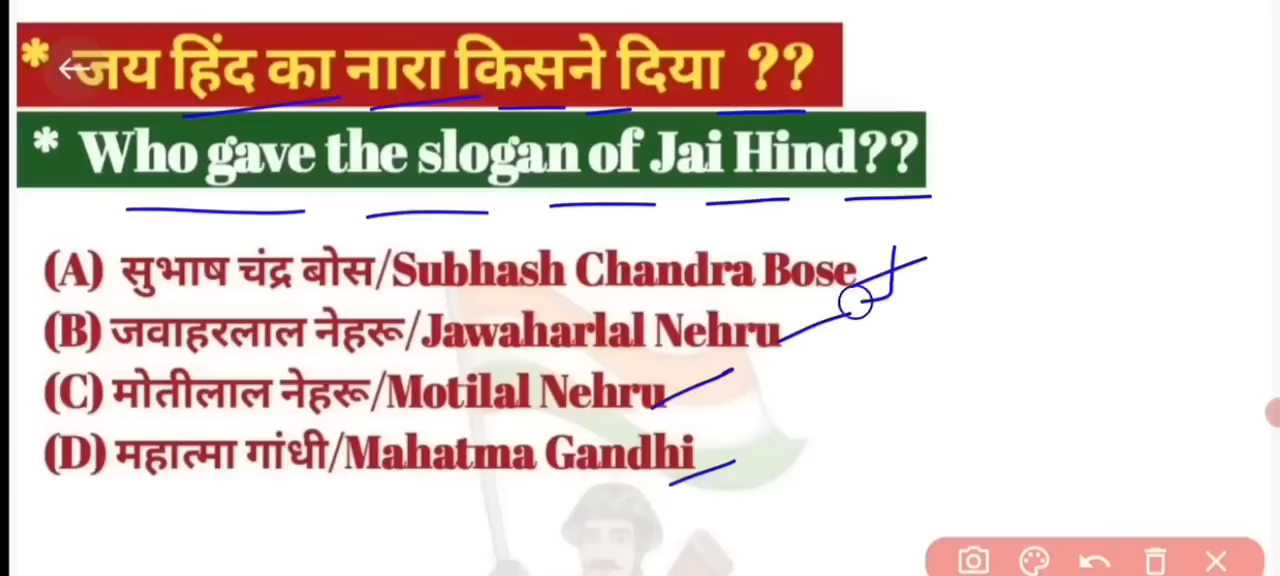 * जय हिंद का नारा किसने दिया ??
* Who gave the slogan of Jai Hind??
(A) सुभाष चंद्र बोस/Subhash Chandra Bose
(B) जवाहरलाल नेहरू/Jawaharlal Nehru
(C) मोतीलाल नेहरू/Motilal Nehru
(D) महात्मा गांधी/Mahatma Gandhi